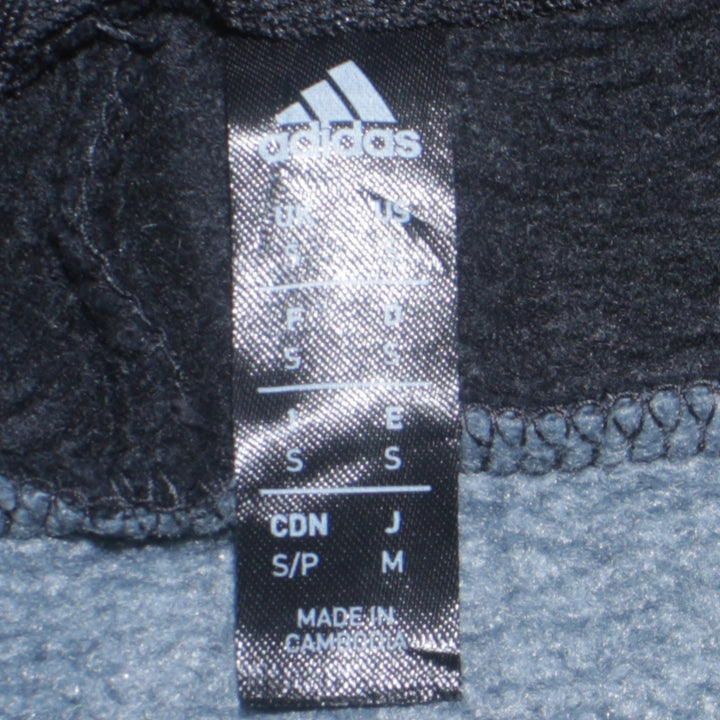 adidas
UK US
S S
F D
S S
I E
S S
CDN J
S/P M
MADE IN
CAMBODIA